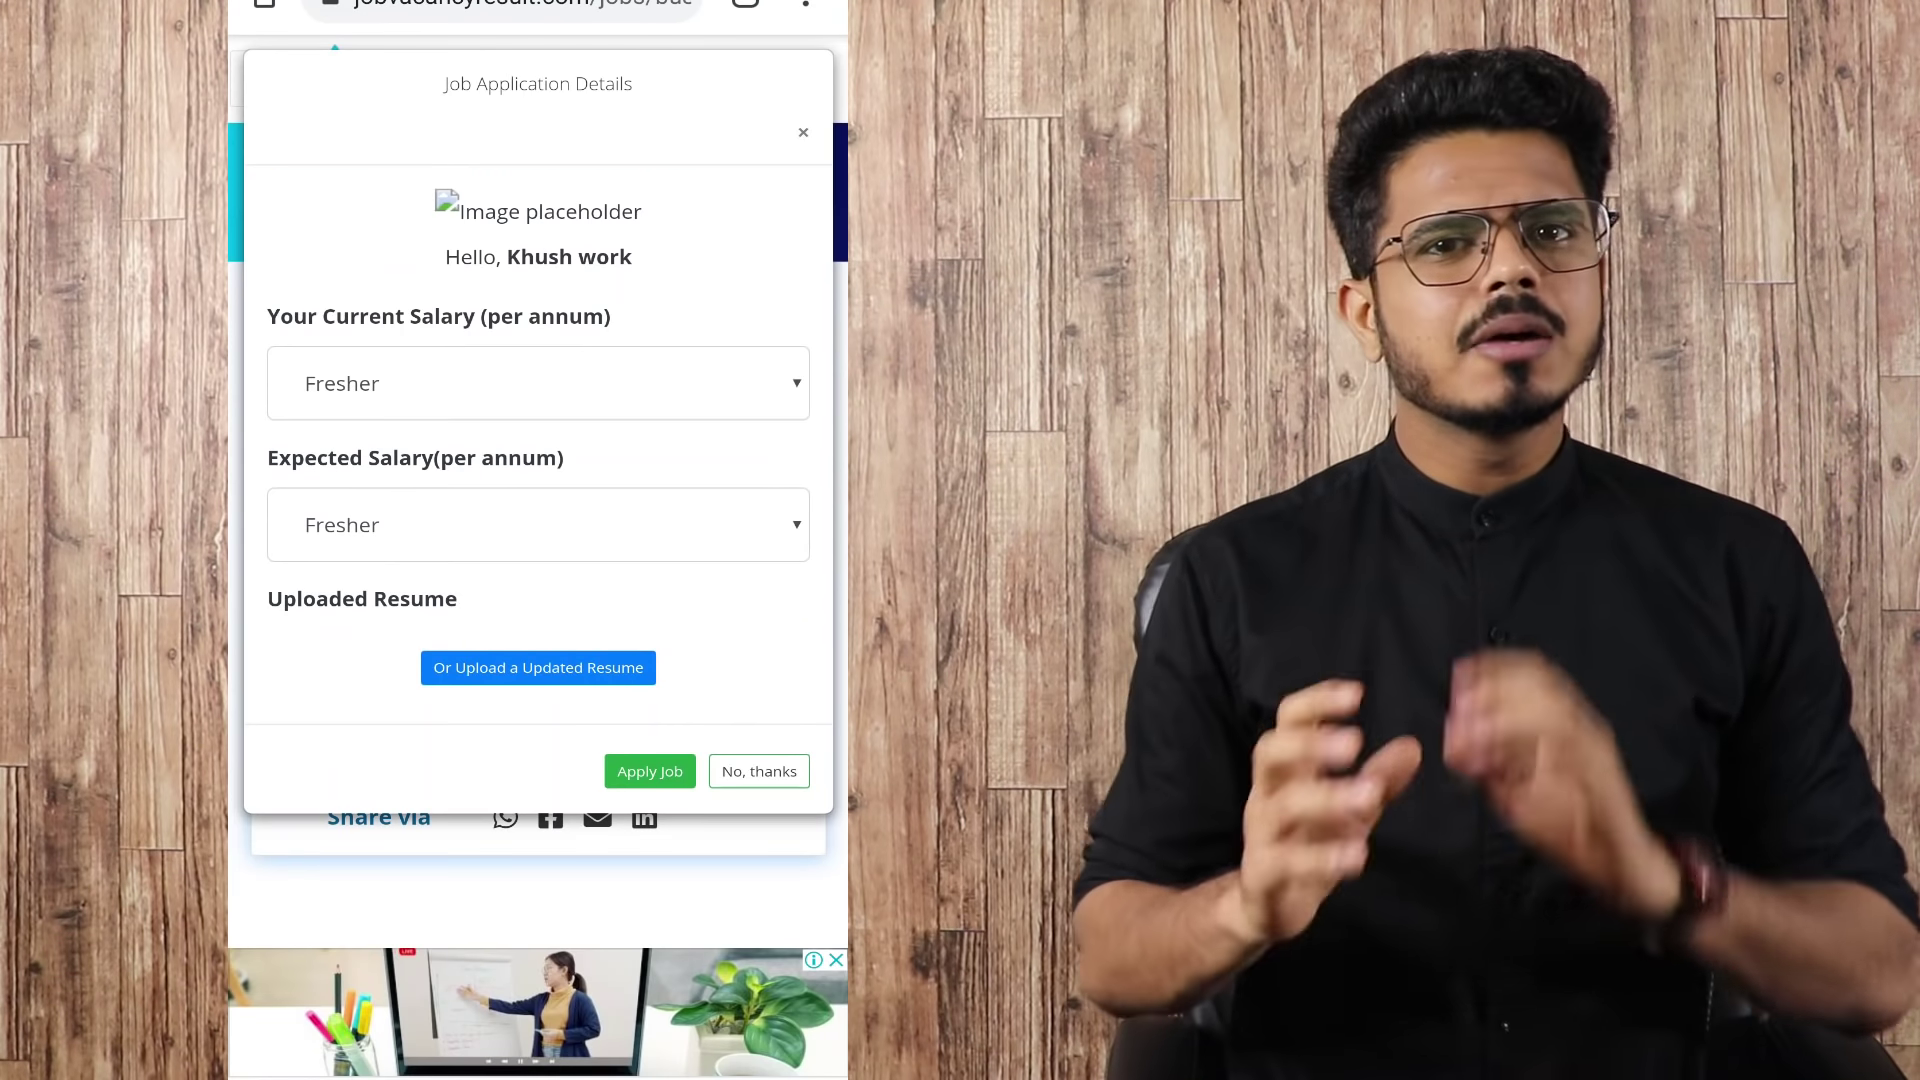 Job Application Details
×
Image placeholder
Hello, Khush work
Your Current Salary (per annum)
Fresher
Expected Salary(per annum)
Fresher
Uploaded Resume
Or Upload a Updated Resume
Apply Job
No, thanks
Share via
LIVE